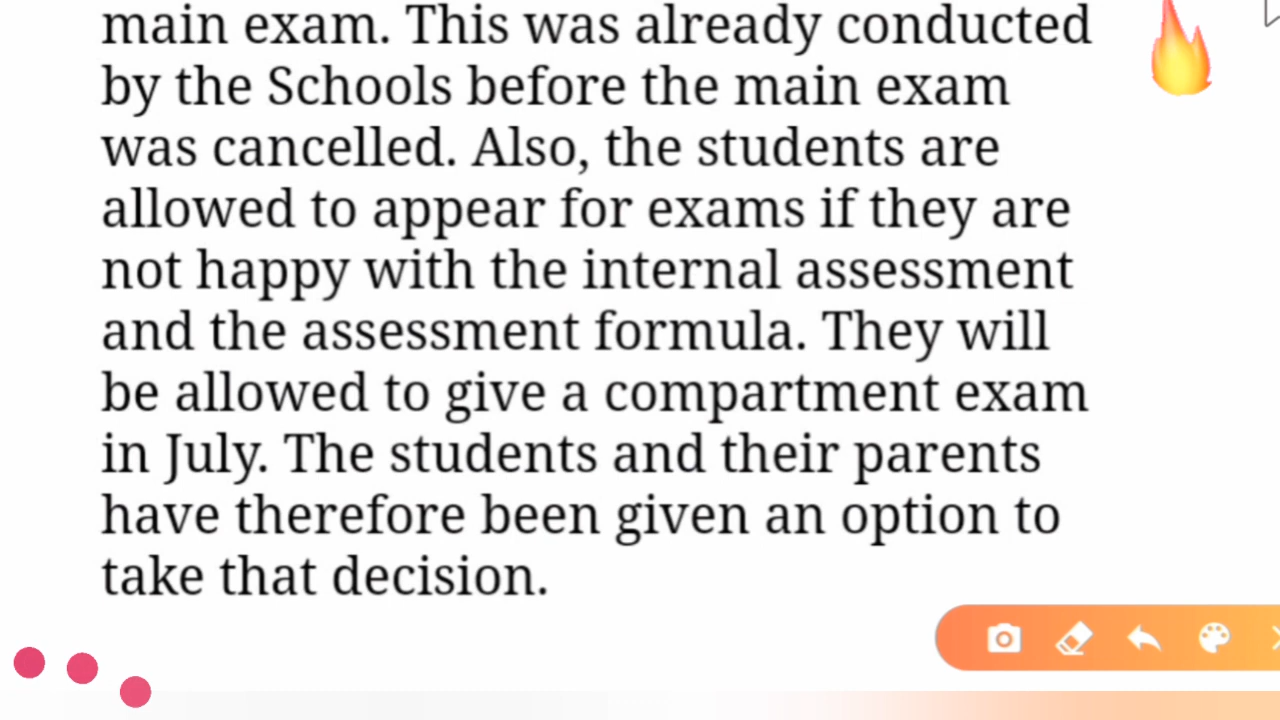 main exam. This was already conducted
by the Schools before the main exam
was cancelled. Also, the students are
allowed to appear for exams if they are
not happy with the internal assessment
and the assessment formula. They will
be allowed to give a compartment exam
in July. The students and their parents
have therefore been given an option to
take that decision.